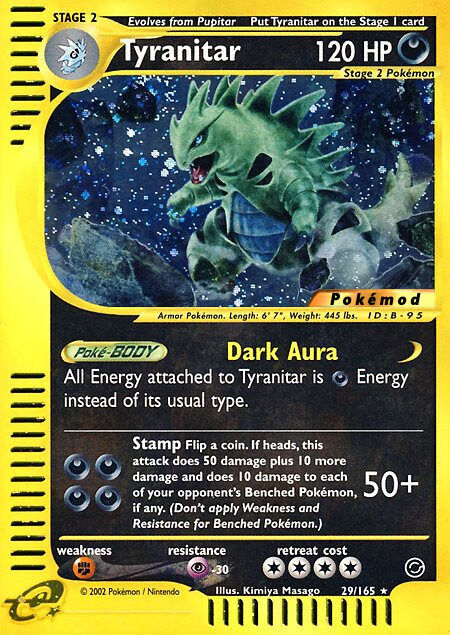 STAGE 2
Evolves from Pupitar
Put Tyranitar on the Stage 1 card
Tyranitar
120 HP
Stage 2 Pokémon
Pokémod
Armor Pokémon. Length: 6' 7", Weight: 445 lbs. ID:B-95
Poké-BODY
Dark Aura
All Energy attached to Tyranitar is Energy
instead of its usual type.
Stamp Flip a coin. If heads, this
attack does 50 damage plus 10 more
damage and does 10 damage to each
of your opponent's Benched Pokémon,
if any. (Don't apply Weakness and
Resistance for Benched Pokémon.)
50+
weakness
resistance
retreat cost
-30
© 2002 Pokémon / Nintendo
Illus. Kimiya Masago
29/165 ★
e